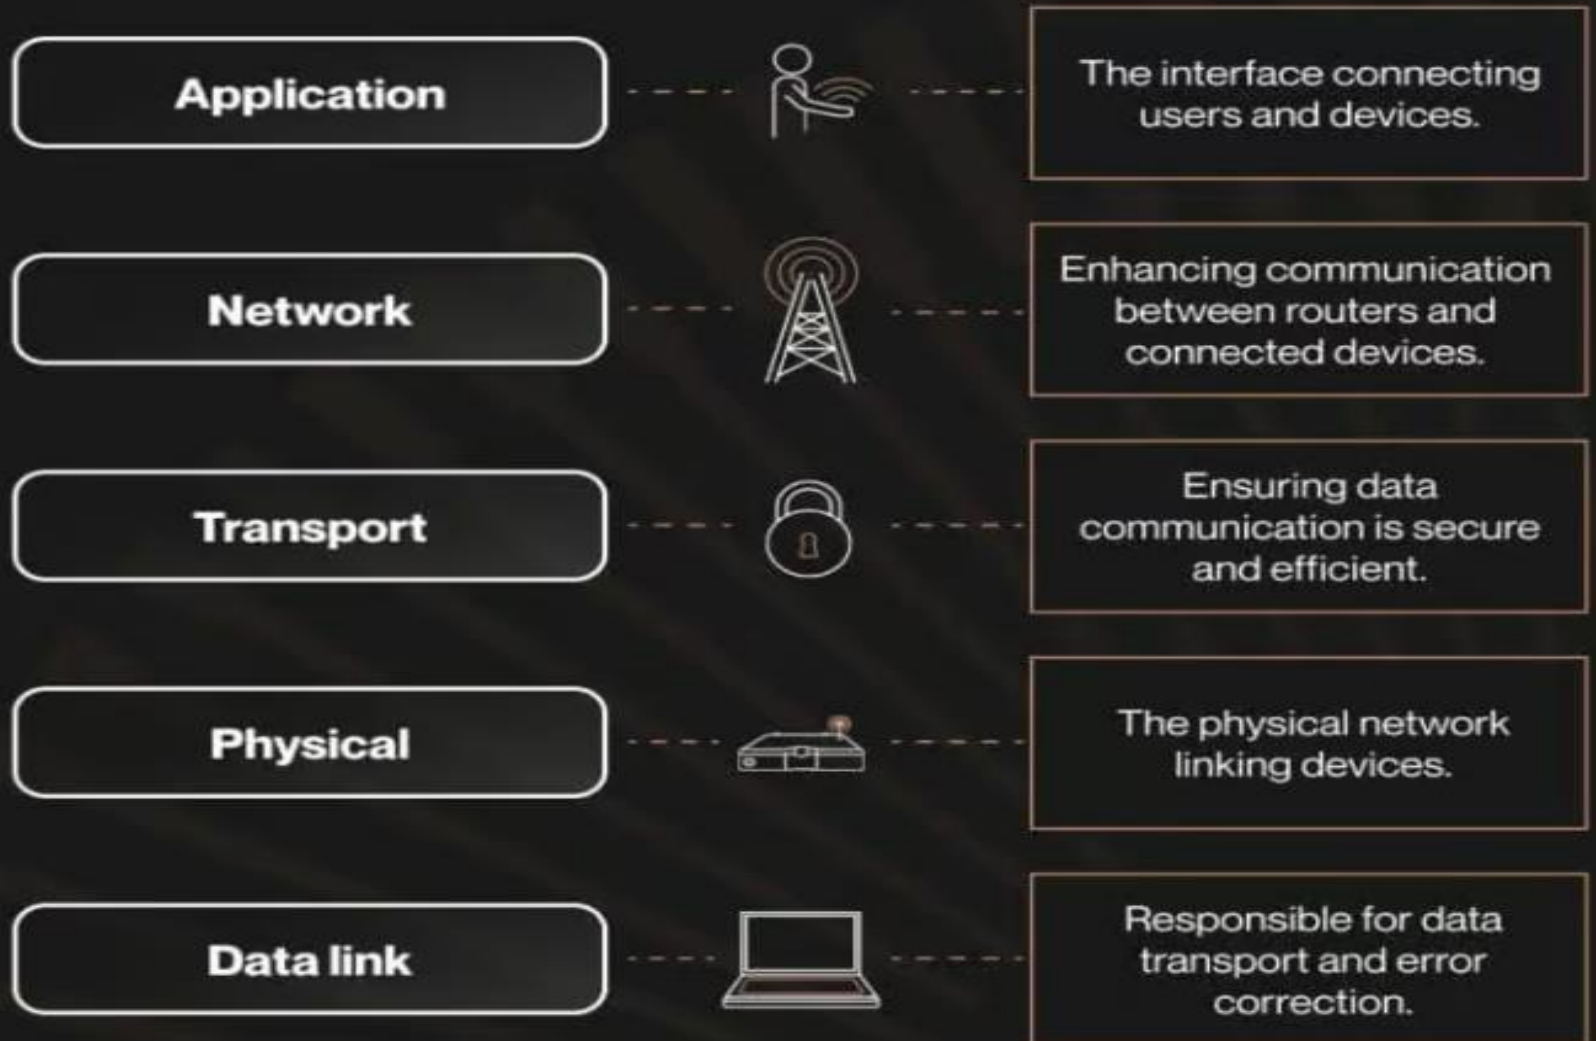 Application
The interface connecting
users and devices.
Network
Enhancing communication
between routers and
connected devices.
Transport
Ensuring data
communication is secure
and efficient.
Physical
The physical network
linking devices.
Data link
Responsible for data
transport and error
correction.